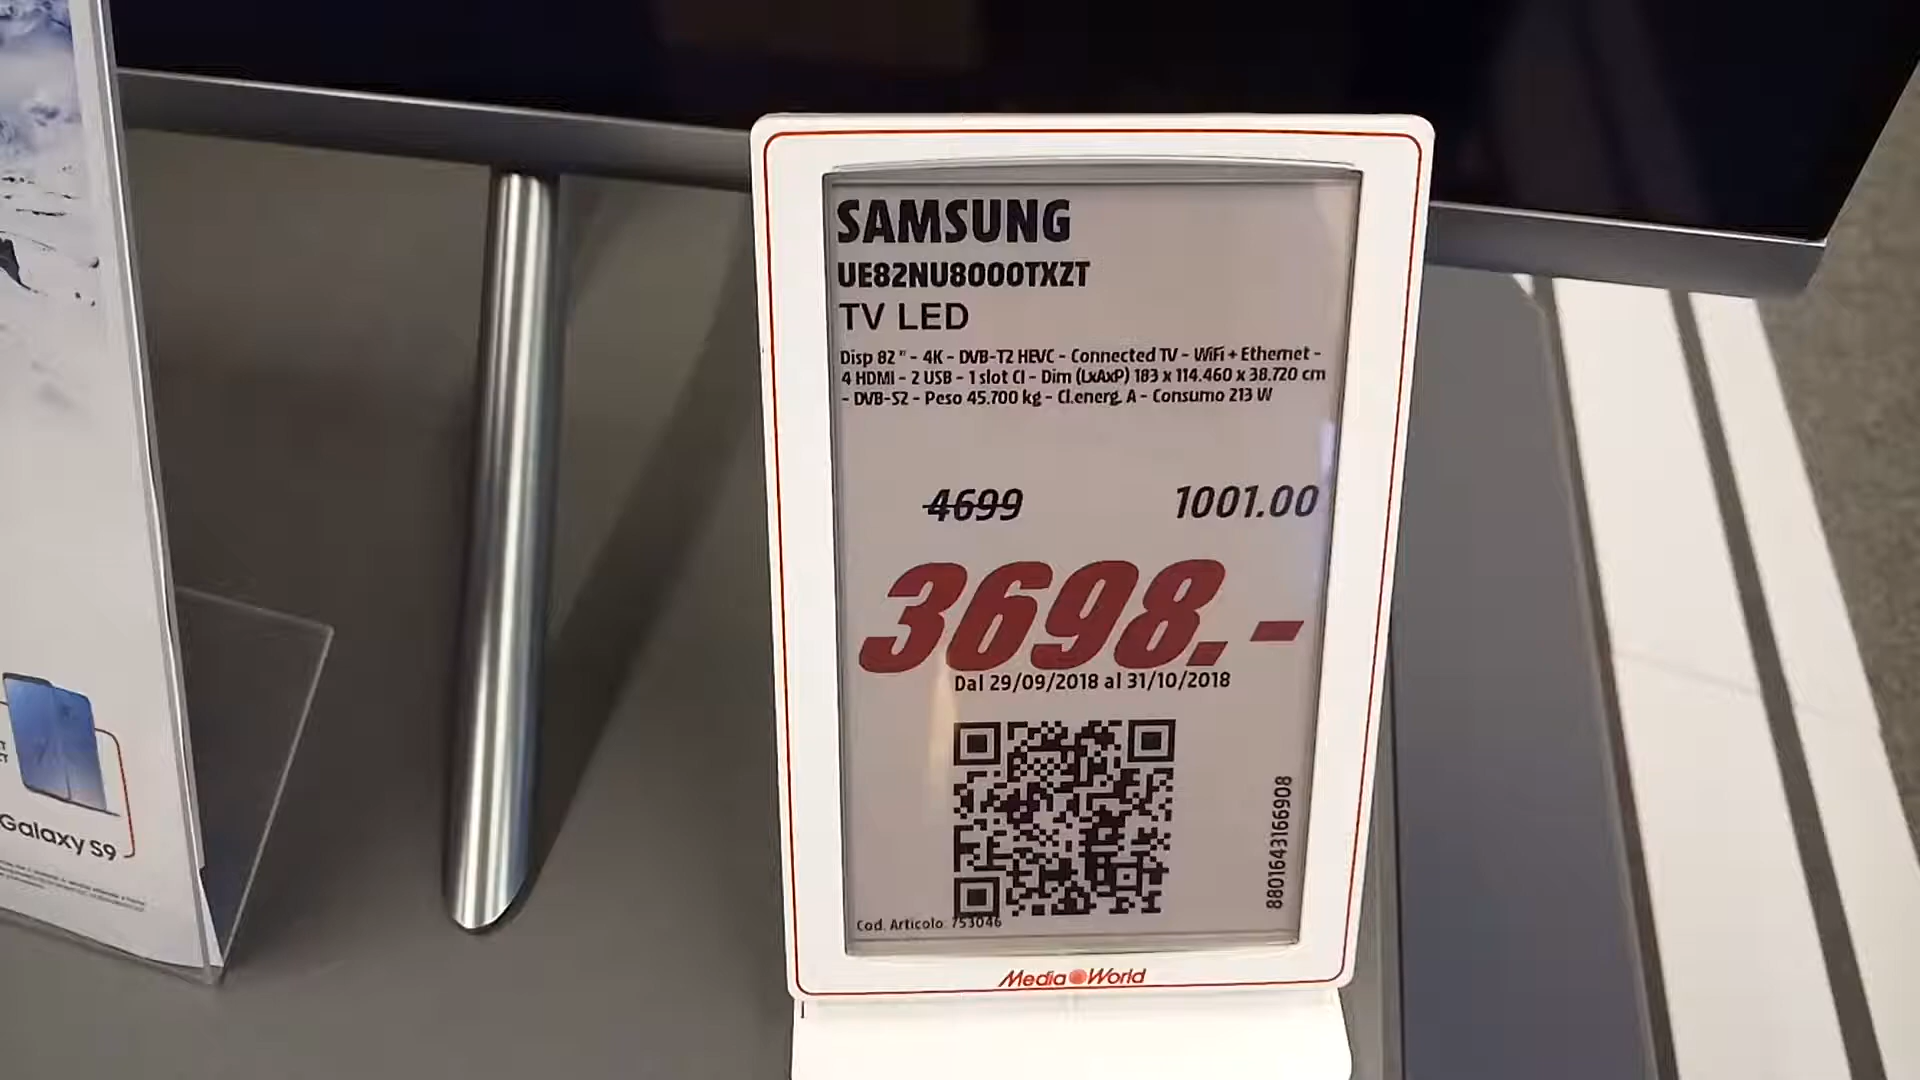 SAMSUNG
UE82NU8000TXZT
TV LED
Disp 82" - 4K - DVB-T2 HEVC - Connected TV - WiFi + Ethernet -
4 HDMI - 2 USB - 1 slot CI - Dim (LxAxP) 183 x 114.460 x 38.720 cm
- DVB-S2 - Peso 45.700 kg - Cl.energ. A - Consumo 213 W
4699 1001.00
3698.-
Dal 29/09/2018 al 31/10/2018
8801643166908
Cod. Articolo: 753046
Media World
Galaxy S9